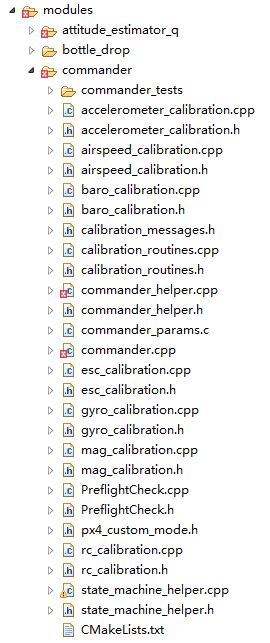 modules
attitude_estimator_q
bottle_drop
commander
commander_tests
accelerometer_calibration.cpp
accelerometer_calibration.h
airspeed_calibration.cpp
airspeed_calibration.h
baro_calibration.cpp
baro_calibration.h
calibration_messages.h
calibration_routines.cpp
calibration_routines.h
commander_helper.cpp
commander_helper.h
commander_params.c
commander.cpp
esc_calibration.cpp
esc_calibration.h
gyro_calibration.cpp
gyro_calibration.h
mag_calibration.cpp
mag_calibration.h
PreflightCheck.cpp
PreflightCheck.h
px4_custom_mode.h
rc_calibration.cpp
rc_calibration.h
state_machine_helper.cpp
state_machine_helper.h
CMakeLists.txt